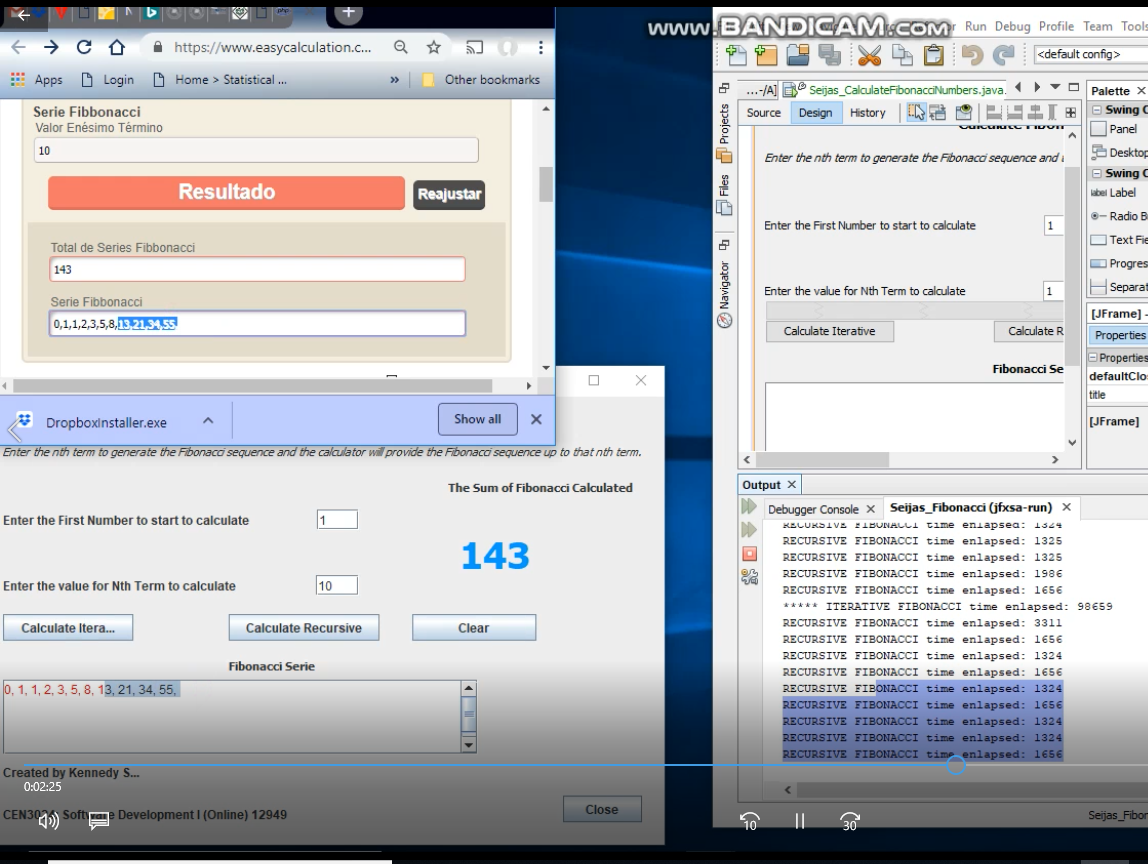 www.BANDICAM.com
Run Debug Profile Team Tools
https://www.easycalculation.c...
<default config>
Apps Login Home > Statistical ... » Other bookmarks
...-/A] Seijas_CalculateFibonacciNumbers.java
Palette
Source Design History
Swing C
Panel
Desktop
Swing C
label Label
Radio B
Text Fie
Progres
Separat
Projects
Files
Navigator
Serie Fibbonacci
Valor Enésimo Término
10
Resultado Reajustar
Total de Series Fibbonacci
143
Serie Fibbonacci
0,1,1,2,3,5,8,13,21,34,55,
Calculate Fibon
Enter the nth term to generate the Fibonacci sequence and
Enter the First Number to start to calculate 1
Enter the value for Nth Term to calculate 1
Calculate Iterative Calculate R
Fibonacci Se
[JFrame] -
Properties
Properties
defaultClo
title
[JFrame]
DropboxInstaller.exe Show all
Enter the nth term to generate the Fibonacci sequence and the calculator will provide the Fibonacci sequence up to that nth term.
The Sum of Fibonacci Calculated
Enter the First Number to start to calculate 1
143
Enter the value for Nth Term to calculate 10
Calculate Itera... Calculate Recursive Clear
Fibonacci Serie
0, 1, 1, 2, 3, 5, 8, 13, 21, 34, 55,
Created by Kennedy S...
0:02:25
CEN3024: Software Development I (Online) 12949
Close
Output
Debugger Console Seijas_Fibonacci (jfxsa-run)
RECURSIVE FIBONACCI time enlapsed: 1324
RECURSIVE FIBONACCI time enlapsed: 1325
RECURSIVE FIBONACCI time enlapsed: 1325
RECURSIVE FIBONACCI time enlapsed: 1986
RECURSIVE FIBONACCI time enlapsed: 1656
***** ITERATIVE FIBONACCI time enlapsed: 98659
RECURSIVE FIBONACCI time enlapsed: 3311
RECURSIVE FIBONACCI time enlapsed: 1656
RECURSIVE FIBONACCI time enlapsed: 1324
RECURSIVE FIBONACCI time enlapsed: 1656
RECURSIVE FIBONACCI time enlapsed: 1324
RECURSIVE FIBONACCI time enlapsed: 1656
RECURSIVE FIBONACCI time enlapsed: 1324
RECURSIVE FIBONACCI time enlapsed: 1324
RECURSIVE FIBONACCI time enlapsed: 1656
10 30
Seijas_Fibor